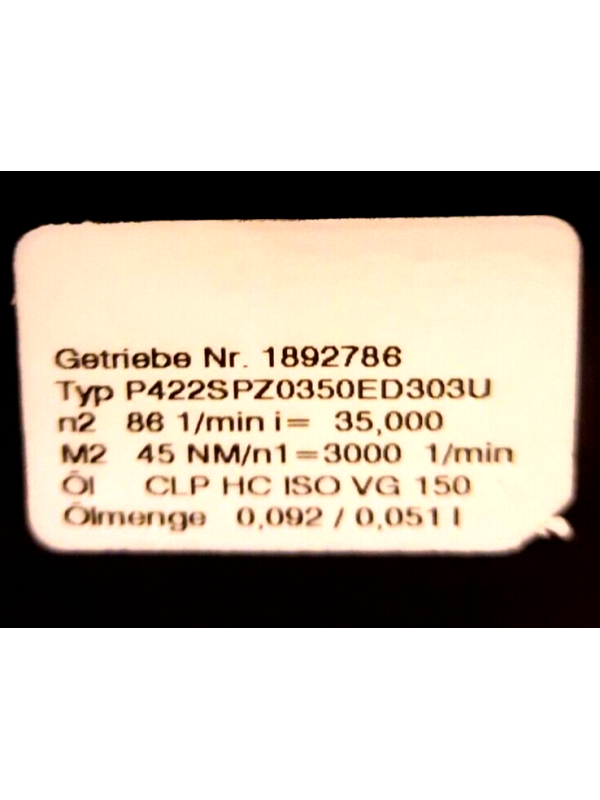 Getriebe Nr. 1892786
Typ P422SPZ0350ED303U
n2 86 1/min i= 35,000
M2 45 NM/n1=3000 1/min
Öl CLP HC ISO VG 150
Ölmenge 0,092 / 0,051 l